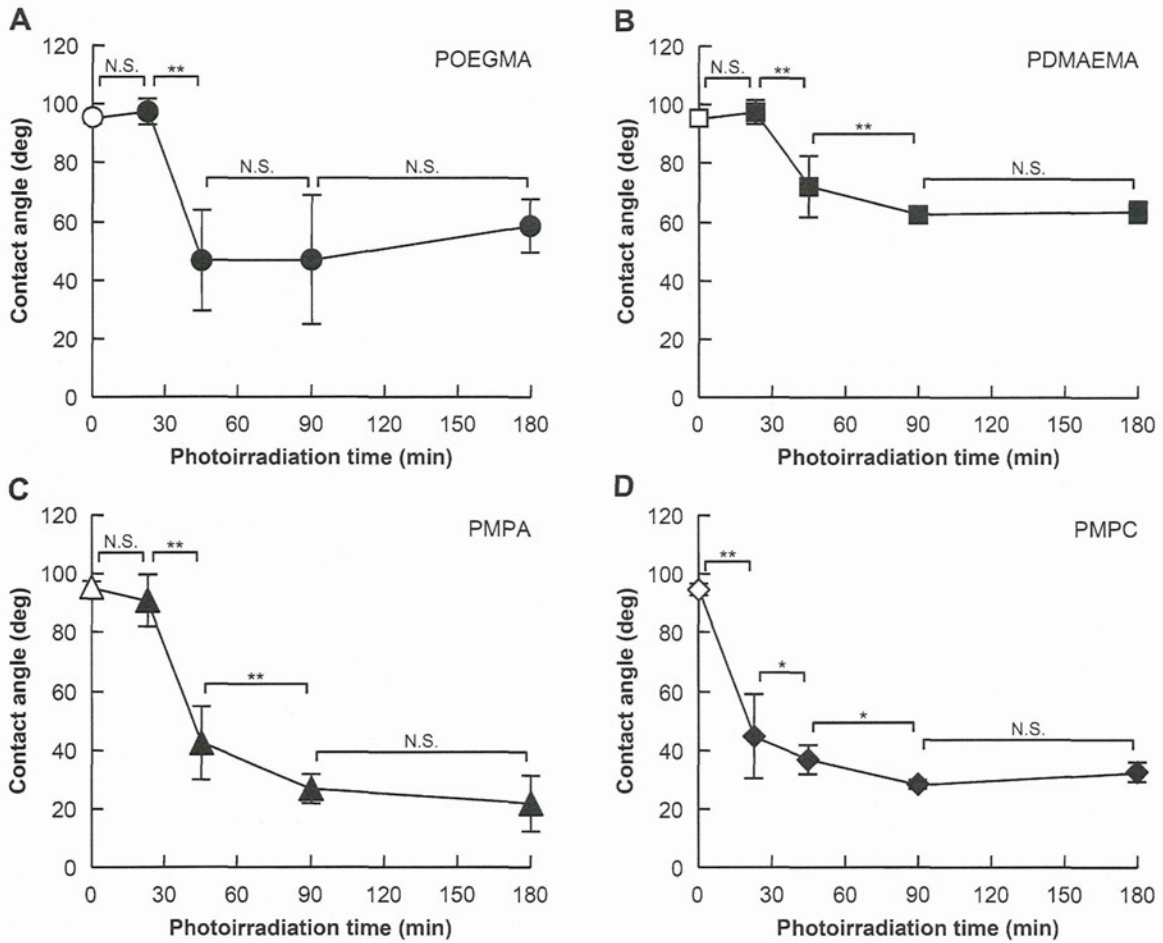 A
POEGMA
120
100
80
60
40
20
0
Contact angle (deg)
N.S.
**
N.S.
N.S.
0 30 60 90 120 150 180
Photoirradiation time (min)
B
PDMAEMA
120
100
80
60
40
20
0
Contact angle (deg)
N.S.
**
**
N.S.
0 30 60 90 120 150 180
Photoirradiation time (min)
C
PMPA
120
100
80
60
40
20
0
Contact angle (deg)
N.S.
**
**
N.S.
0 30 60 90 120 150 180
Photoirradiation time (min)
D
PMPC
120
100
80
60
40
20
0
Contact angle (deg)
**
*
*
N.S.
0 30 60 90 120 150 180
Photoirradiation time (min)